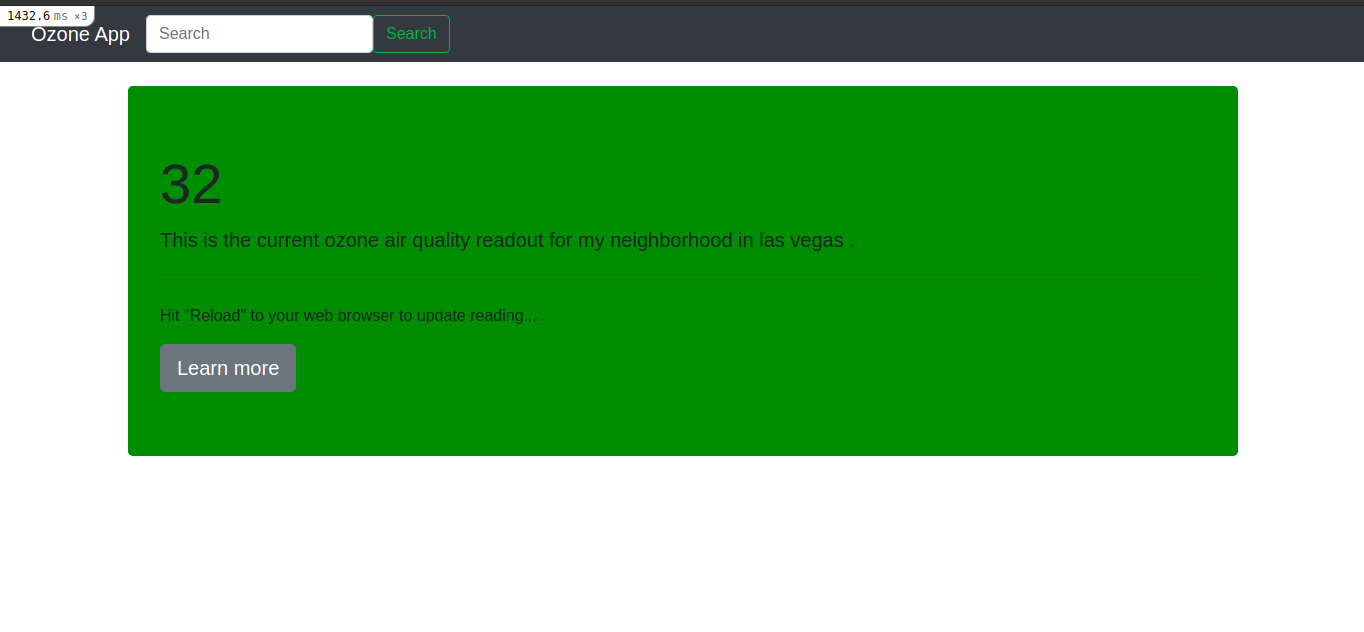 1432.6 ms ×3
Ozone App Search Search
32
This is the current ozone air quality readout for my neighborhood in las vegas .
Hit "Reload" to your web browser to update reading... .
Learn more